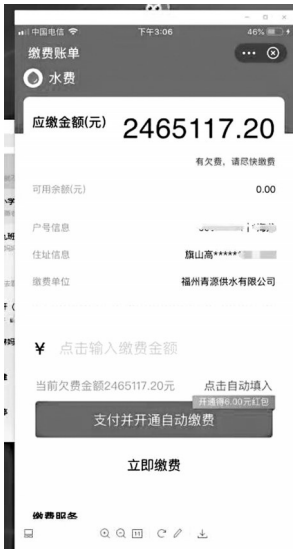 中国电信
下午3:06
46%
缴费账单
水费
应缴金额(元)
2465117.20
有欠费，请尽快缴费
可用余额(元)
0.00
户号信息
住址信息
旗山高*****
缴费单位
福州青源供水有限公司
¥ 点击输入缴费金额
当前欠费金额2465117.20元
点击自动填入
开通得6.00元红包
支付并开通自动缴费
立即缴费
缴费服务